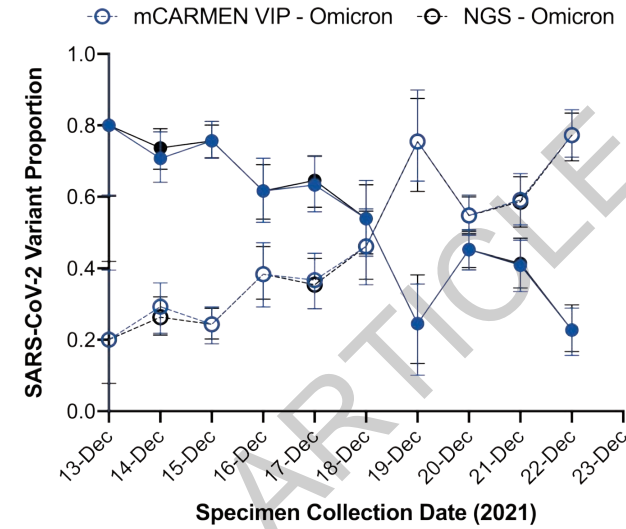 mCARMEN VIP - Omicron
NGS - Omicron
SARS-CoV-2 Variant Proportion
1.0
0.8
0.6
0.4
0.2
0.0
13-Dec
14-Dec
15-Dec
16-Dec
17-Dec
18-Dec
19-Dec
20-Dec
21-Dec
22-Dec
23-Dec
Specimen Collection Date (2021)
ARTICLE